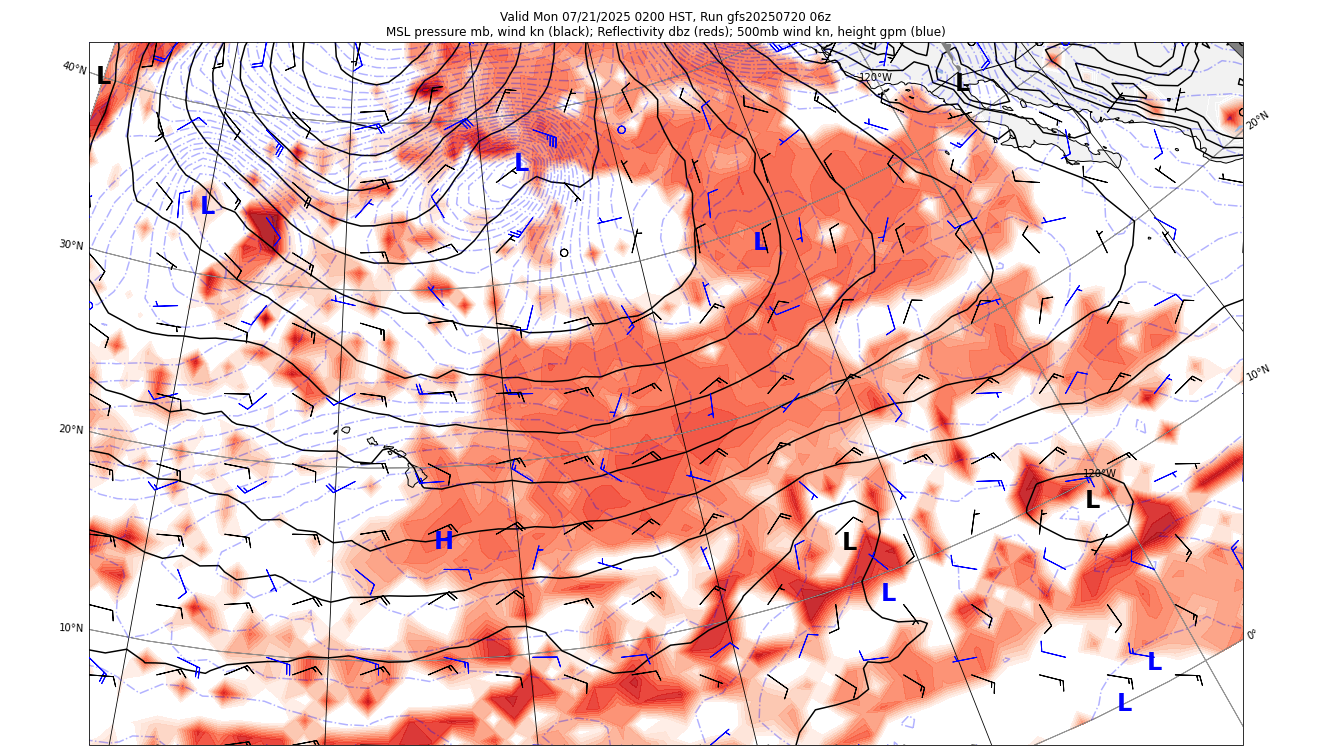 Valid Mon 07/21/2025 0200 HST, Run gfs20250720 06z
MSL pressure mb, wind kn (black); Reflectivity dbz (reds); 500mb wind kn, height gpm (blue)
40°N
L
120°W
L
20°N
L
L
30°N
L
10°N
20°N
120°W
L
H
L
L
10°N
0°
L
L